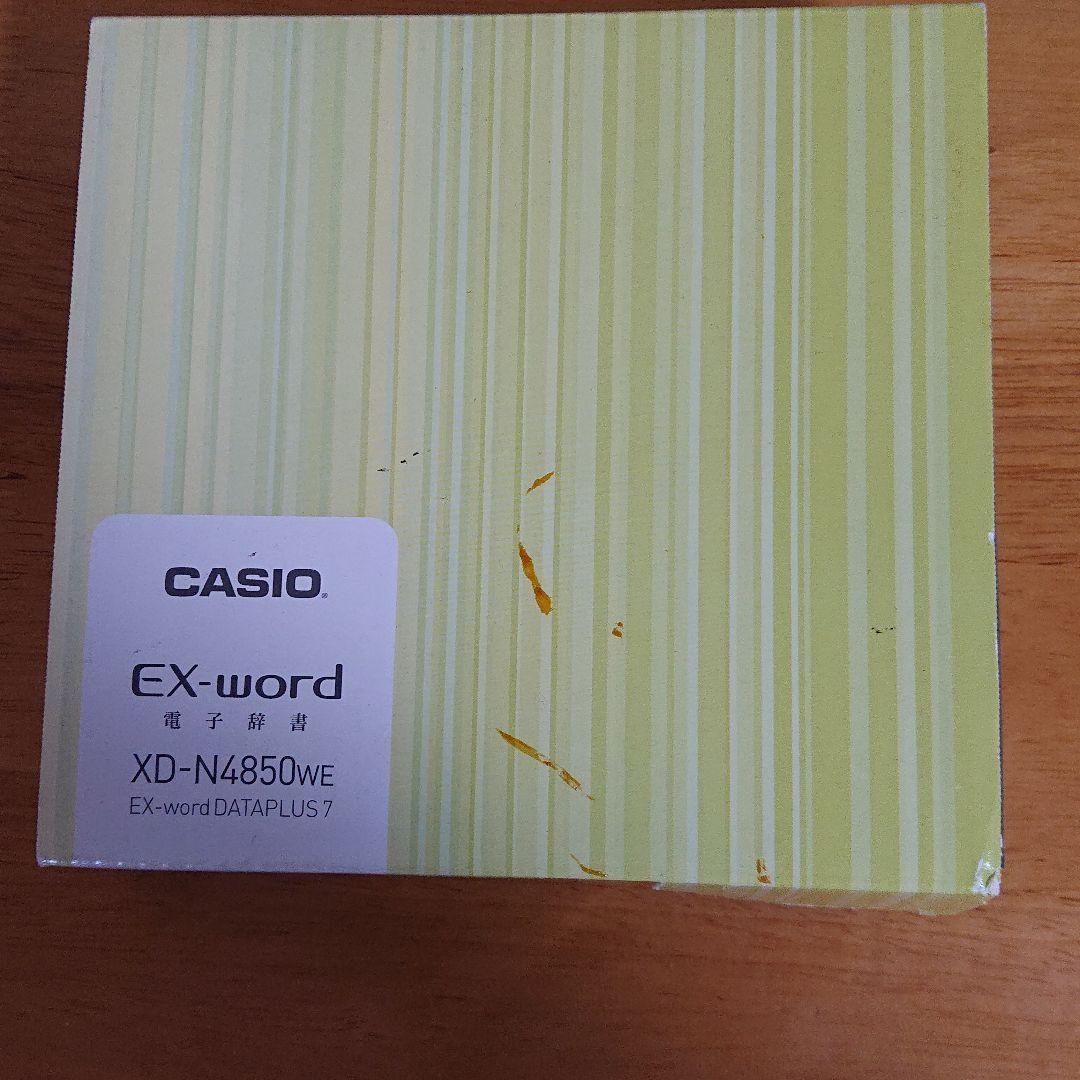 CASIO®
EX-word
電子辞書
XD-N4850WE
EX-word DATAPLUS 7